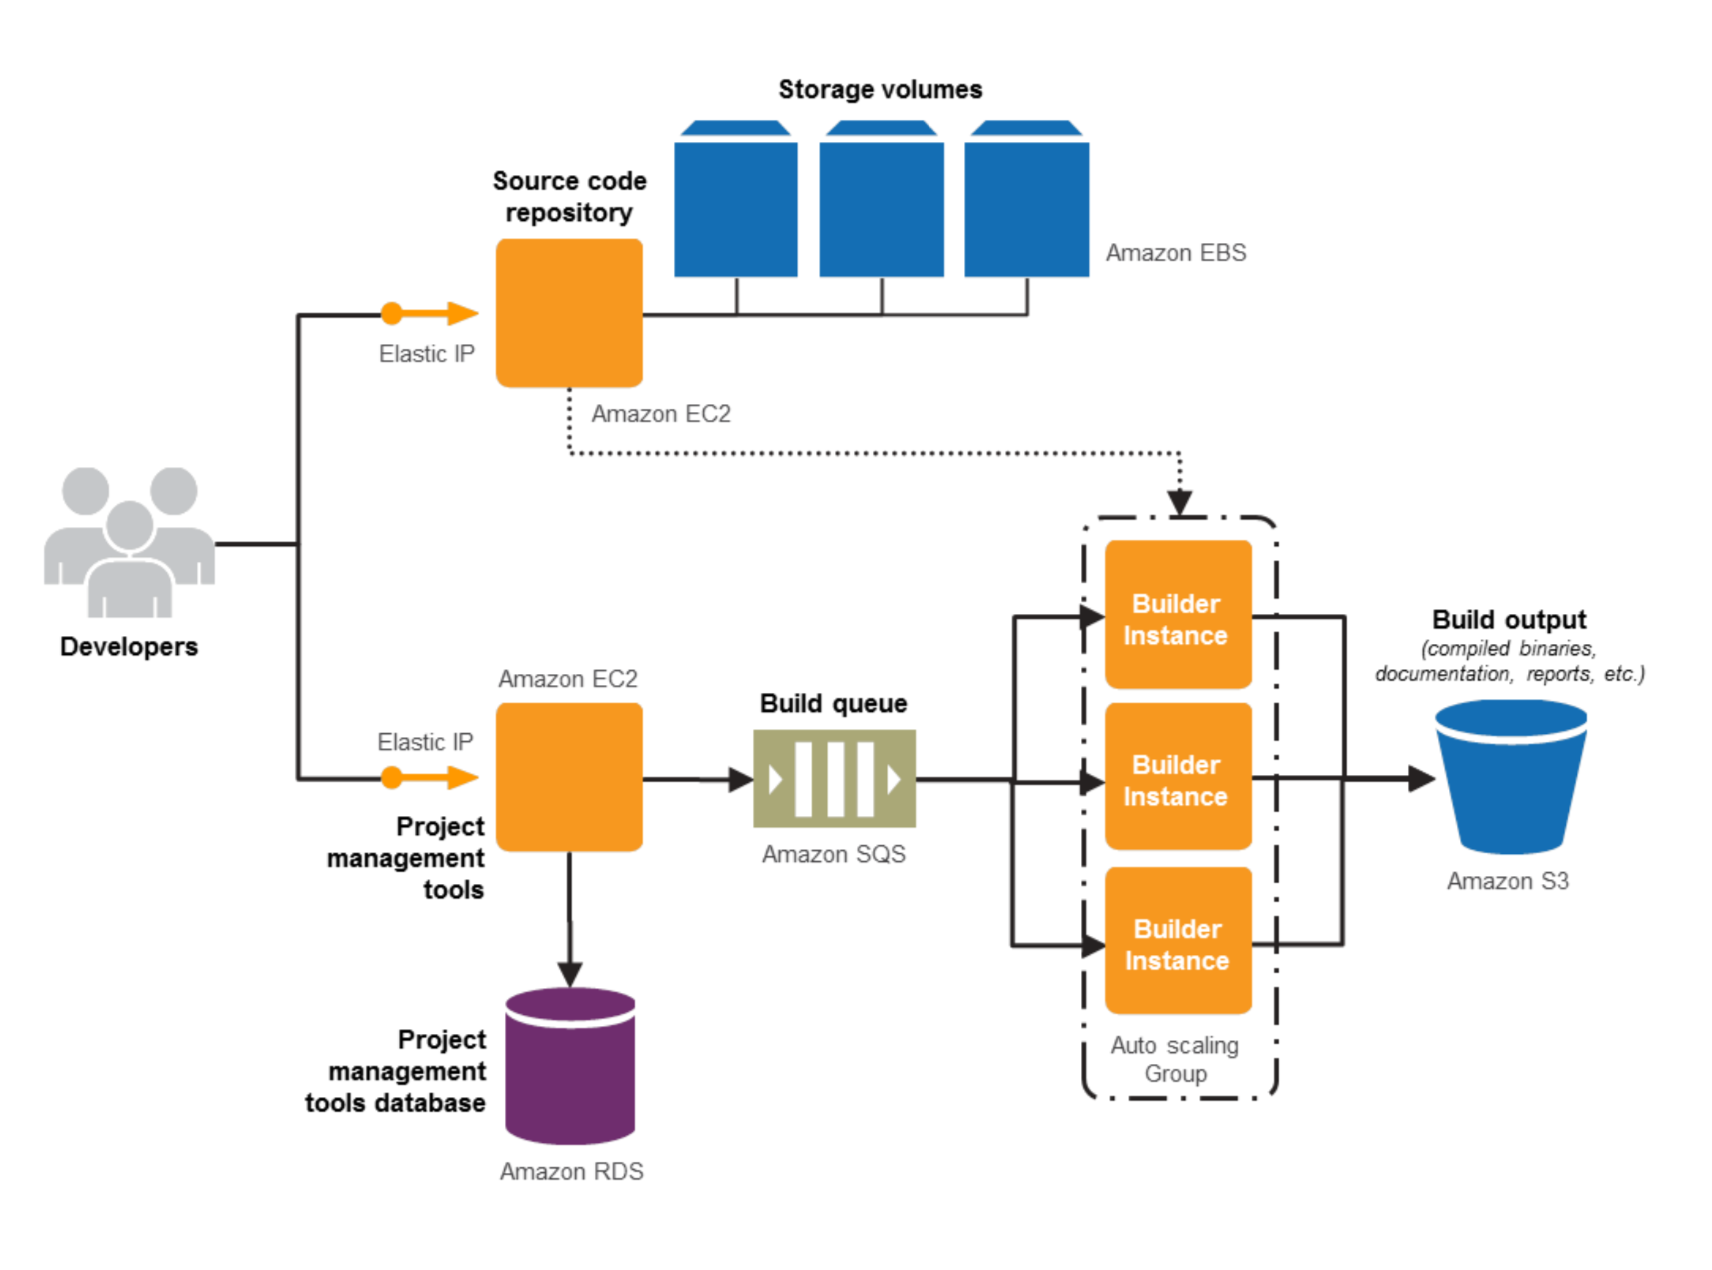 Storage volumes
Source code
repository
Amazon EBS
Elastic IP
Amazon EC2
Developers
Amazon EC2
Elastic IP
Project
management
tools
Build queue
Amazon SQS
Builder
Instance
Builder
Instance
Builder
Instance
Auto scaling
Group
Build output
(compiled binaries,
documentation, reports, etc.)
Amazon S3
Project
management
tools database
Amazon RDS